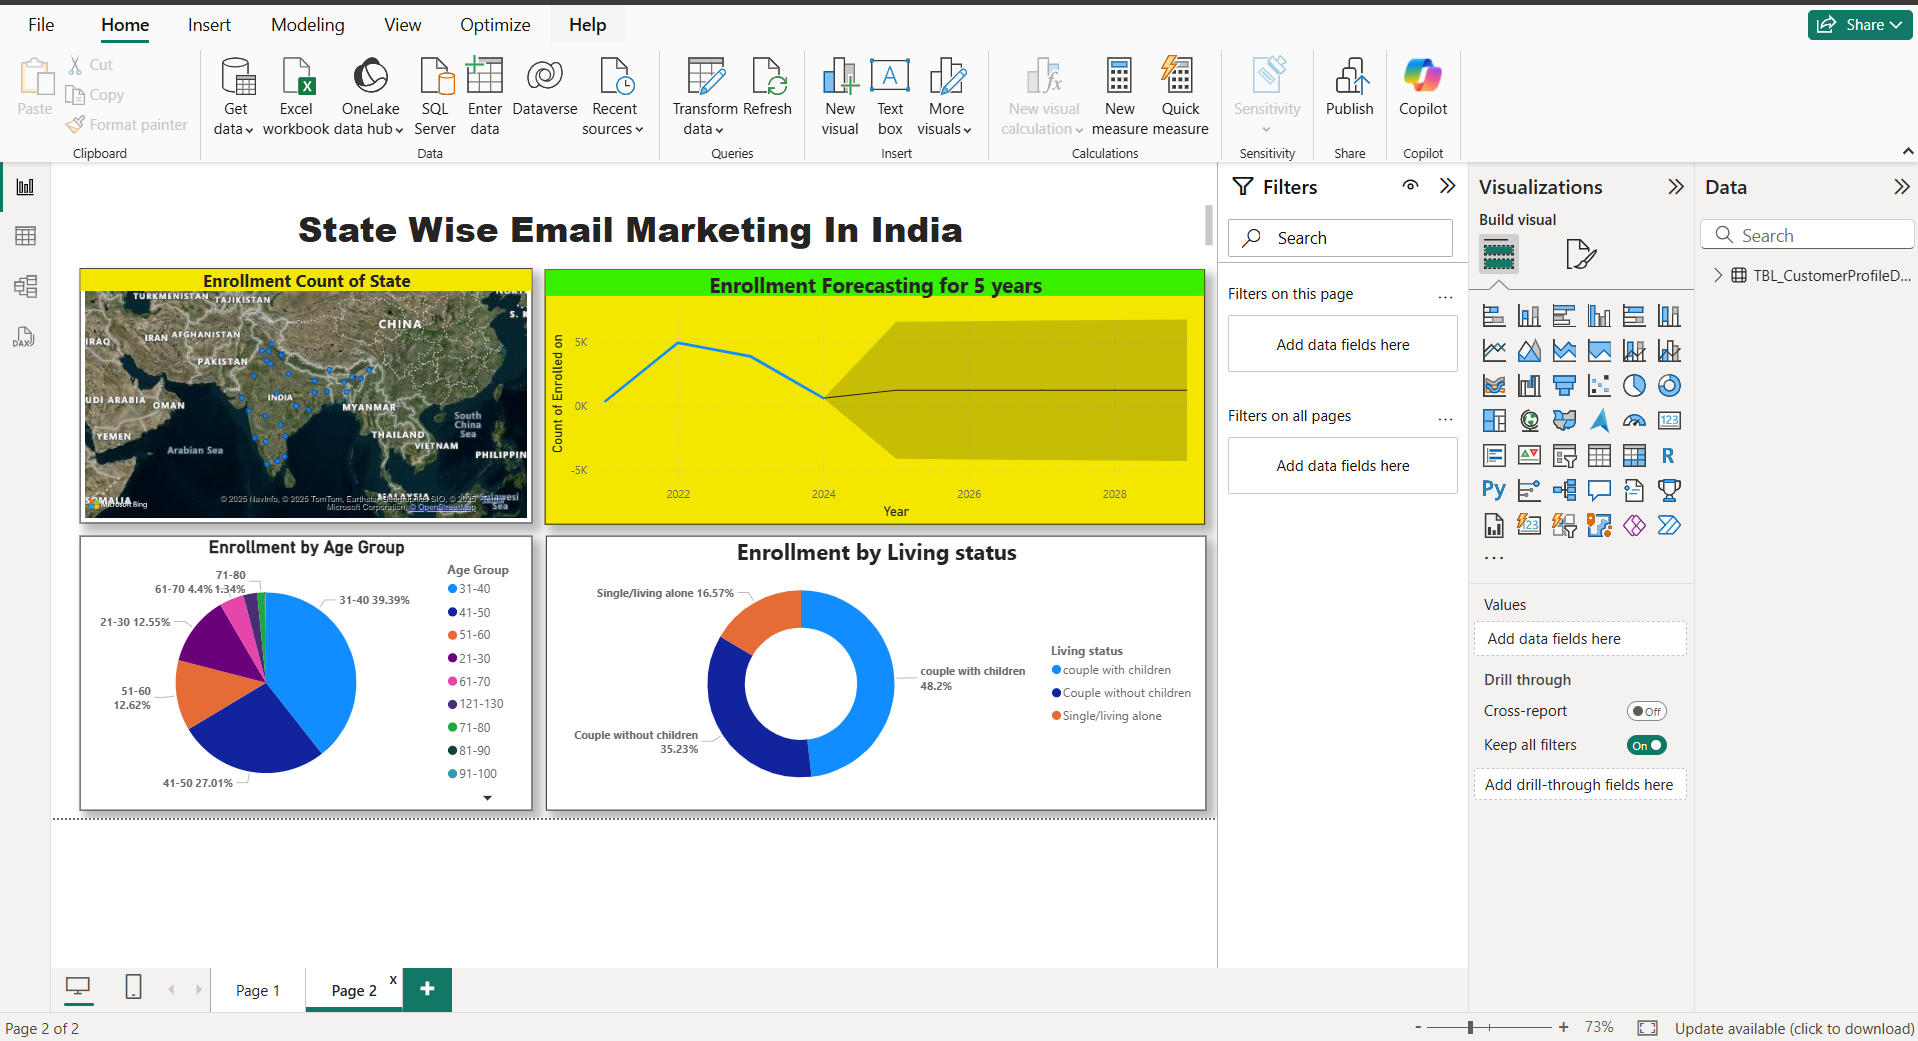 File Home Insert Modeling View Optimize Help Share
Paste
Cut
Copy
Format painter
Clipboard
Get data
Excel workbook
OneLake data hub
SQL Server
Enter data
Dataverse
Recent sources
Data
Transform data
Refresh
Queries
New visual
Text box
More visuals
Insert
New visual calculation
New measure
Quick measure
Calculations
Sensitivity
Sensitivity
Publish
Share
Copilot
Copilot
State Wise Email Marketing In India
Enrollment Count of State
TURKMENISTAN TAJIKISTAN
CHINA
IRAQ IRAN AFGHANISTAN
PAKISTAN
UDI ARABIA OMAN
INDIA
MYANMAR
South China Sea
YEMEN
Arabian Sea
THAILAND
VIETNAM
PHILIPPIN
SOMALIA
MALAYSIA
Sulawesi Sea
Microsoft Bing
Microsoft Corporation, © OpenStreetMap
Enrollment Forecasting for 5 years
Count of Enrolled on
5K
0K
-5K
2022 2024 2026 2028
Year
Enrollment by Age Group
71-80
1.34%
61-70 4.4%
31-40 39.39%
21-30 12.55%
51-60
12.62%
41-50 27.01%
Age Group
31-40
41-50
51-60
21-30
61-70
121-130
71-80
81-90
91-100
Enrollment by Living status
Single/living alone 16.57%
couple with children
48.2%
Couple without children
35.23%
Living status
couple with children
Couple without children
Single/living alone
Filters
Search
Filters on this page ...
Add data fields here
Filters on all pages ...
Add data fields here
Visualizations
Build visual
123
R
Py
123
...
Values
Add data fields here
Drill through
Cross-report Off
Keep all filters On
Add drill-through fields here
Data
Search
TBL_CustomerProfileD...
DAX
Page 1
Page 2 x
+
Page 2 of 2
- + 73%
Update available (click to download)